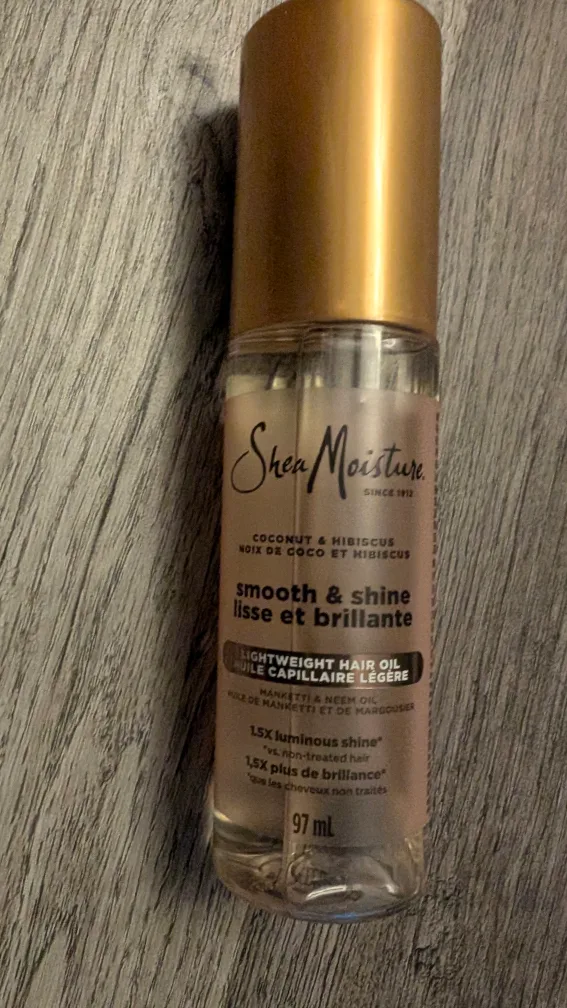 Shea Moisture.
SINCE 1912
COCONUT & HIBISCUS
NOIX DE COCO ET HIBISCUS
smooth & shine
lisse et brillante
LIGHTWEIGHT HAIR OIL
HUILE CAPILLAIRE LÉGÈRE
MANKETTI & NEEM OIL
HUILE DE MANKETTI ET DE MARGOUSIER
1.5X luminous shine*
*vs. non-treated hair
1,5X plus de brillance*
*que les cheveux non traités
97 mL